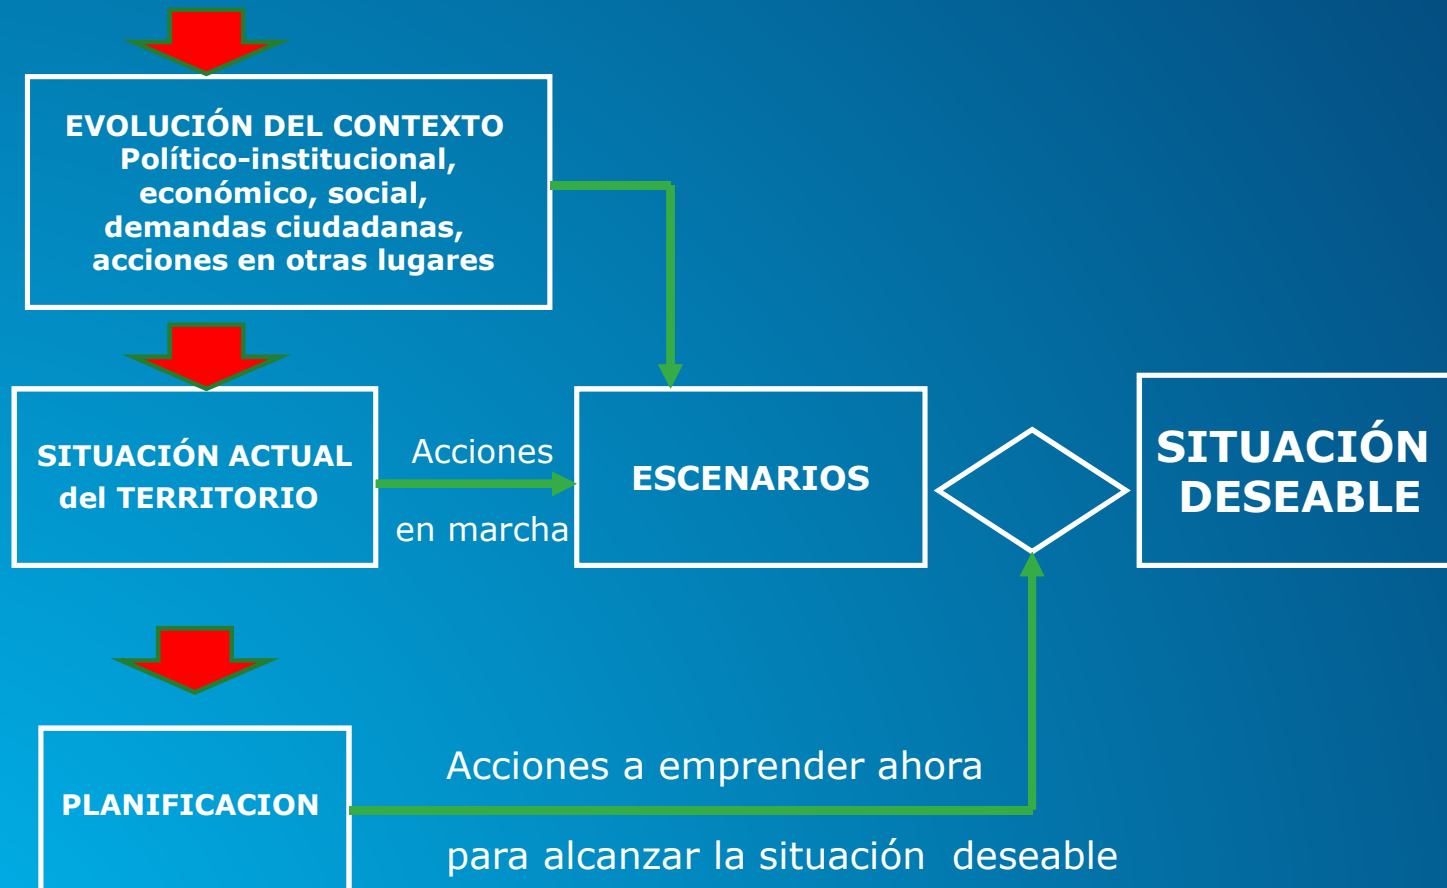 EVOLUCIÓN DEL CONTEXTO
Político-institucional,
económico, social,
demandas ciudadanas,
acciones en otras lugares
SITUACIÓN ACTUAL
del TERRITORIO
Acciones
en marcha
ESCENARIOS
SITUACIÓN
DESEABLE
PLANIFICACION
Acciones a emprender ahora
para alcanzar la situación deseable